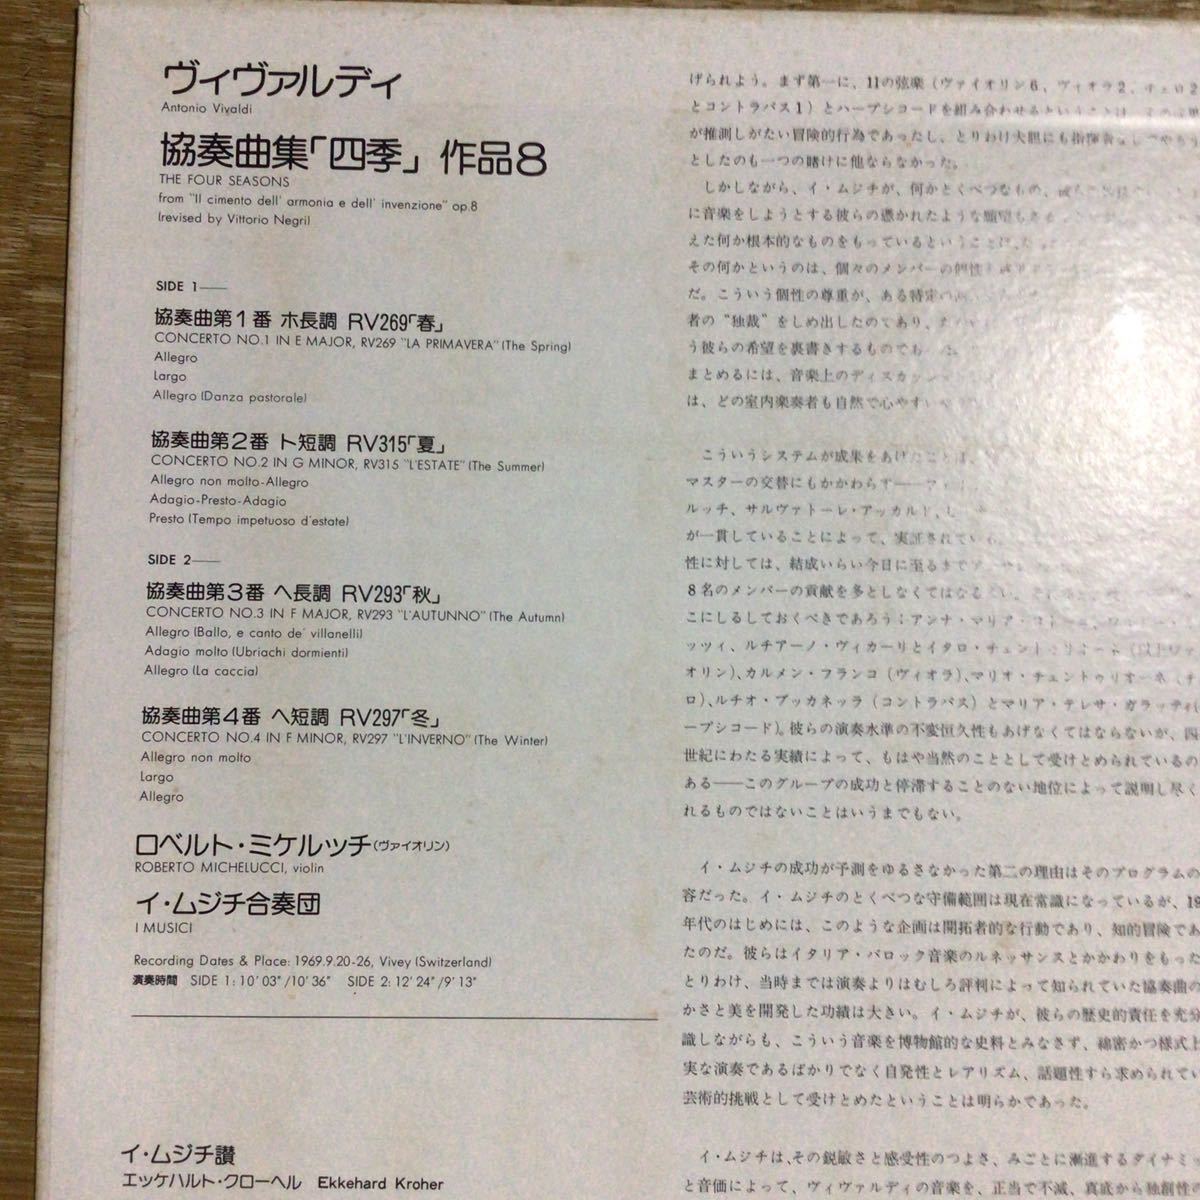 ヴィヴァルディ
Antonio Vivaldi
協奏曲集「四季」 作品8
THE FOUR SEASONS
from "Il cimento dell' armonia e dell' invenzione" op.8
(revised by Vittorio Negri)
SIDE 1
協奏曲第1番 ホ長調 RV269「春」
CONCERTO NO.1 IN E MAJOR, RV269 "LA PRIMAVERA" (The Spring)
Allegro
Largo
Allegro (Danza pastorale)
協奏曲第2番 ト短調 RV315「夏」
CONCERTO NO.2 IN G MINOR, RV315 "L'ESTATE" (The Summer)
Allegro non molto-Allegro
Adagio-Presto-Adagio
Presto (Tempo impetuoso d'estate)
SIDE 2
協奏曲第3番 ヘ長調 RV293「秋」
CONCERTO NO.3 IN F MAJOR, RV293 "L'AUTUNNO" (The Autumn)
Allegro (Ballo, e canto de' villanelli)
Adagio molto (Ubriachi dormienti)
Allegro (La caccia)
協奏曲第4番 ヘ短調 RV297「冬」
CONCERTO NO.4 IN F MINOR, RV297 "L'INVERNO" (The Winter)
Allegro non molto
Largo
Allegro
ロベルト・ミケルッチ(ヴァイオリン)
ROBERTO MICHELUCCI, violin
イ・ムジチ合奏団
I MUSICI
Recording Dates & Place: 1969.9.20-26, Vivey (Switzerland)
演奏時間 SIDE 1: 10'03"/10'36" SIDE 2: 12'24"/9'13"
イ・ムジチ讃
エッケハルト・クローヘル Ekkehard Kroher
げられよう。まず第一に、11の弦楽(ヴァイオリン6、ヴィオラ2、チェロ2
とコントラバス1)とハープシコードを組み合わせるということは、
が推測しがたい冒険的行為であったし、とりわけ大胆にも指揮者なしでやろう
としたのも一つの賭けに他ならなかった。
しかしながら、イ・ムジチが、何かとくべつなもの、
に音楽をしようとする彼らの憑かれたような願望
えた何か根本的なものをもっているということは、
その何かというのは、個々のメンバーの個性
だ。こういう個性の尊重が、ある特定の
者の"独裁"をしめ出したのであり、
う彼らの希望を裏書きするものでも
まとめるには、音楽上のディスカッション
は、どの室内楽奏者も自然で心やすい
こういうシステムが成果をあげたことは、
マスターの交替にもかかわらず――
ルッチ、サルヴァトーレ・アッカルド、
が一貫していることによって、実証されている。
性に対しては、結成いらい今日に至るまで
8名のメンバーの貢献を多としなくてはなるまい。
こにしるしておくべきであろう：アンナ・マリア・
ッツィ、ルチアーノ・ヴィカーリとイタロ・チェントゥリオーネ(以上ヴァ
オリン)、カルメン・フランコ(ヴィオラ)、マリオ・チェントゥリオーネ(チ
ロ)、ルチオ・ブッカネッラ(コントラバス)とマリア・テレサ・ガラッティ(
ープシコード)。彼らの演奏水準の不変恒久性もあげなくてはならないが、四
世紀にわたる実績によって、もはや当然のこととして受けとめられているの
ある――このグループの成功と停滞することのない地位によって説明し尽く
れるものではないことはいうまでもない。
イ・ムジチの成功が予測をゆるさなかった第二の理由はそのプログラムの
容だった。イ・ムジチのとくべつな守備範囲は現在常識になっているが、19
年代のはじめには、このような企画は開拓者的な行動であり、知的冒険であ
たのだ。彼らはイタリア・バロック音楽のルネッサンスとかかわりをもった
とりわけ、当時までは演奏よりはむしろ評判によって知られていた協奏曲の
かさと美を開発した功績は大きい。イ・ムジチが、彼らの歴史的責任を充分
識しながらも、こういう音楽を博物館的な史料とみなさず、綿密かつ様式上
実な演奏であるばかりでなく自発性とレアリズム、話題性すら求められてい
芸術的挑戦として受けとめたということは明らかであった。
イ・ムジチは、その鋭敏さと感受性のつよさ、みごとに漸進するダイナミッ
と音価によって、ヴィヴァルディの音楽を、正当で不滅、真底から独創性の